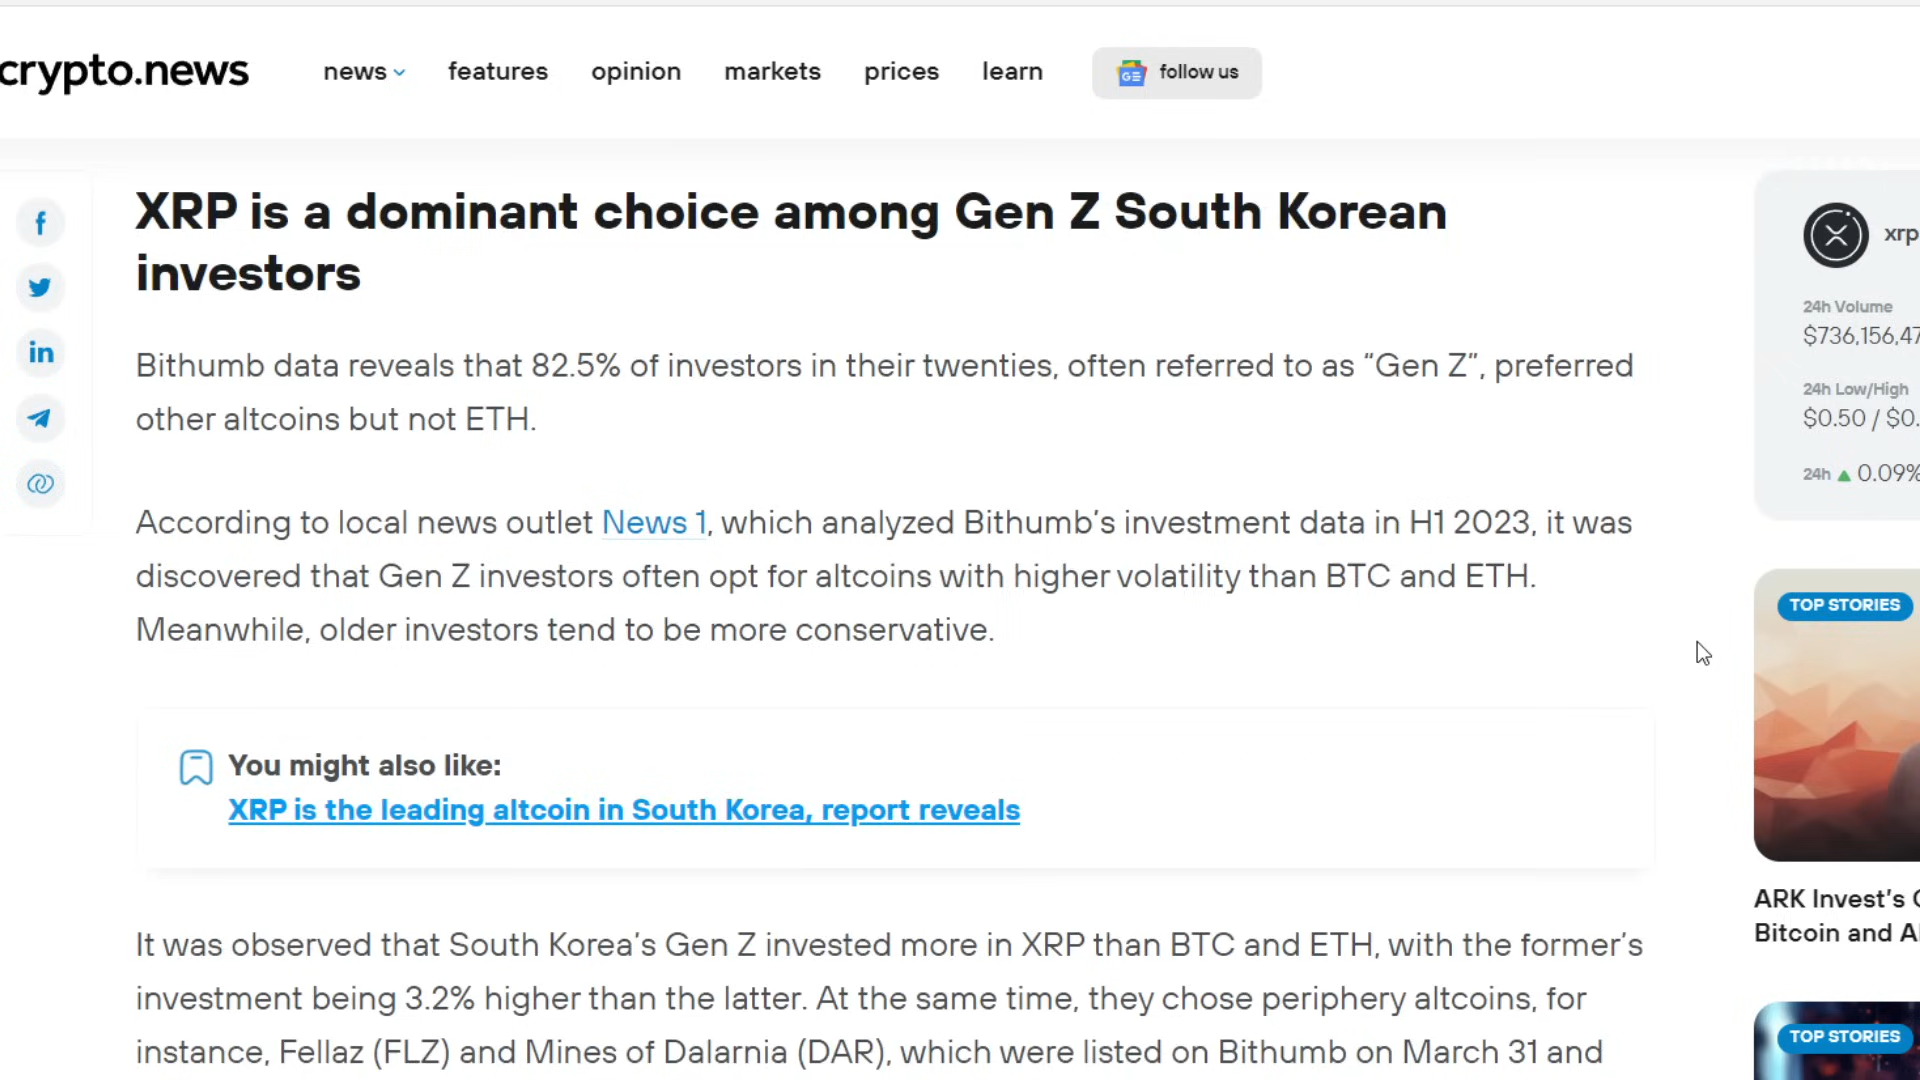 crypto.news
news
features
opinion
markets
prices
learn
GE
follow us
XRP is a dominant choice among Gen Z South Korean
investors
Bithumb data reveals that 82.5% of investors in their twenties, often referred to as “Gen Z”, preferred
other altcoins but not ETH.
According to local news outlet News 1, which analyzed Bithumb’s investment data in H1 2023, it was
discovered that Gen Z investors often opt for altcoins with higher volatility than BTC and ETH.
Meanwhile, older investors tend to be more conservative.
You might also like:
XRP is the leading altcoin in South Korea, report reveals
It was observed that South Korea’s Gen Z invested more in XRP than BTC and ETH, with the former’s
investment being 3.2% higher than the latter. At the same time, they chose periphery altcoins, for
instance, Fellaz (FLZ) and Mines of Dalarnia (DAR), which were listed on Bithumb on March 31 and
xrp
24h Volume
$736,156,47
24h Low/High
$0.50 / $0.
24h 0.09%
TOP STORIES
ARK Invest’s
Bitcoin and
TOP STORIES